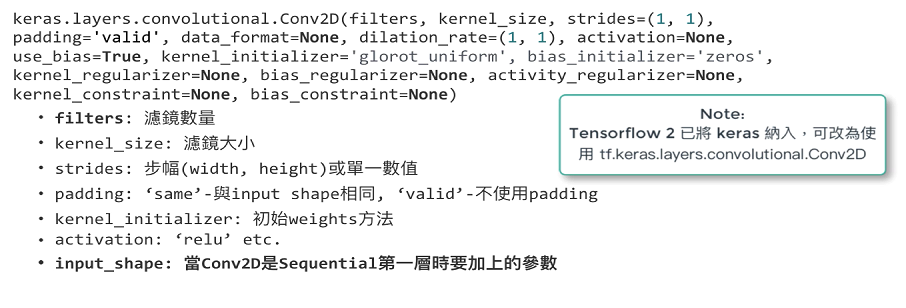 keras.layers.convolutional.Conv2D(filters, kernel_size, strides=(1, 1),
padding='valid', data_format=None, dilation_rate=(1, 1), activation=None,
use_bias=True, kernel_initializer='glorot_uniform', bias_initializer='zeros',
kernel_regularizer=None, bias_regularizer=None, activity_regularizer=None,
kernel_constraint=None, bias_constraint=None)
• filters: 濾鏡數量
• kernel_size: 濾鏡大小
• strides: 步幅(width, height)或單一數值
• padding: ‘same’-與input shape相同, ‘valid’-不使用padding
• kernel_initializer: 初始weights方法
• activation: ‘relu’ etc.
• input_shape: 當Conv2D是Sequential第一層時要加上的參數
Note:
Tensorflow 2 已將 keras 納入，可改為使
用 tf.keras.layers.convolutional.Conv2D